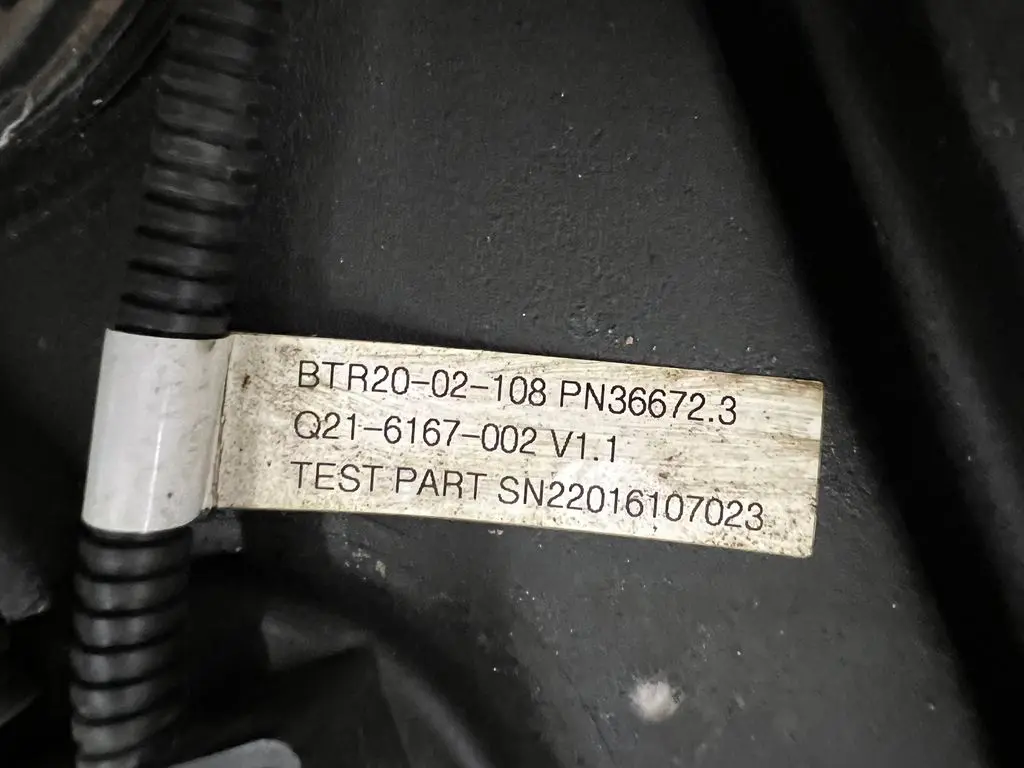 BTR20-02-108 PN36672.3
Q21-6167-002 V1.1
TEST PART SN22016107023